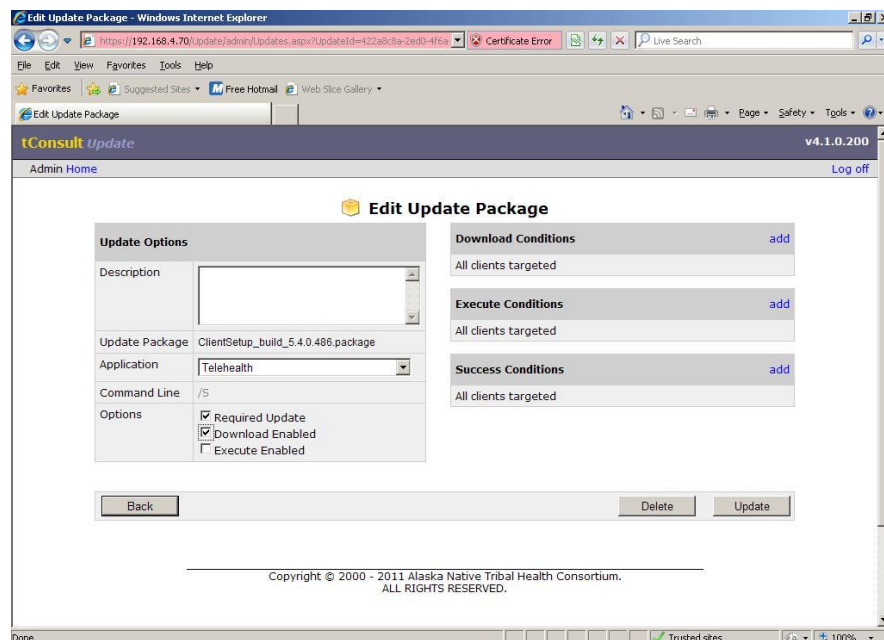 Edit Update Package - Windows Internet Explorer
https://192.168.4.70/Update/admin/Updates.aspx?UpdateId=422a8c8a-2ed0-4f6a
Certificate Error
Live Search
File Edit View Favorites Tools Help
Favorites Suggested Sites Free Hotmail Web Slice Gallery
Edit Update Package
Page Safety Tools
tConsult Update v4.1.0.200
Admin Home Log off
Edit Update Package
Update Options
Description
Update Package ClientSetup_build_5.4.0.486.package
Application Telehealth
Command Line /S
Options
Required Update
Download Enabled
Execute Enabled
Download Conditions add
All clients targeted
Execute Conditions add
All clients targeted
Success Conditions add
All clients targeted
Back Delete Update
Copyright © 2000 - 2011 Alaska Native Tribal Health Consortium.
ALL RIGHTS RESERVED.
Done Trusted sites 100%